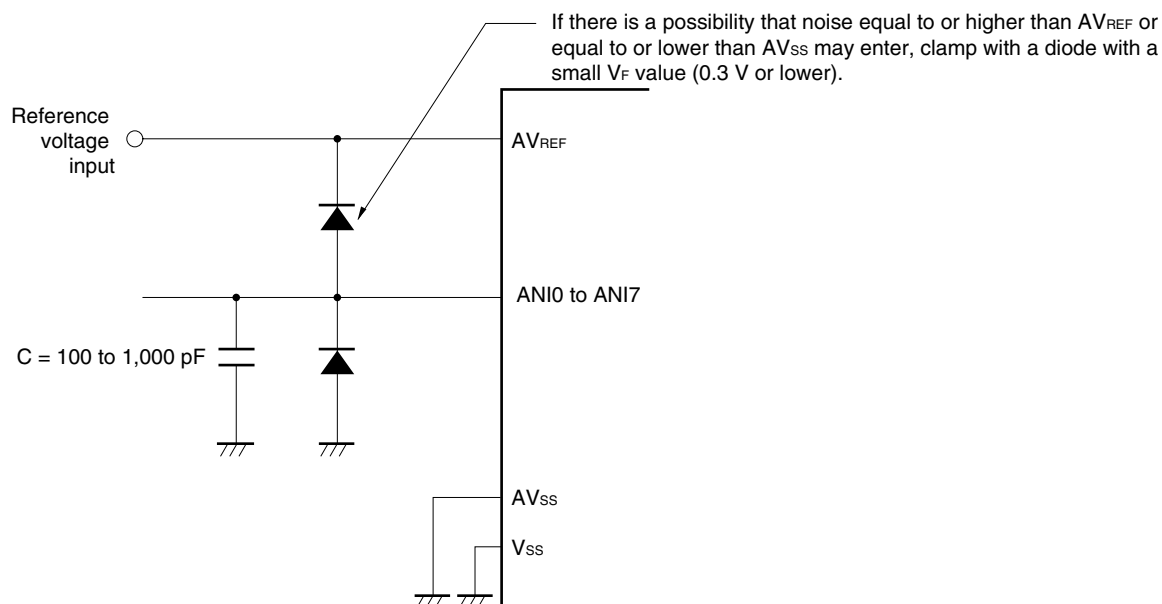 If there is a possibility that noise equal to or higher than AVREF or
equal to or lower than AVSS may enter, clamp with a diode with a
small VF value (0.3 V or lower).
Reference
voltage
input
AVREF
ANI0 to ANI7
C = 100 to 1,000 pF
AVSS
VSS